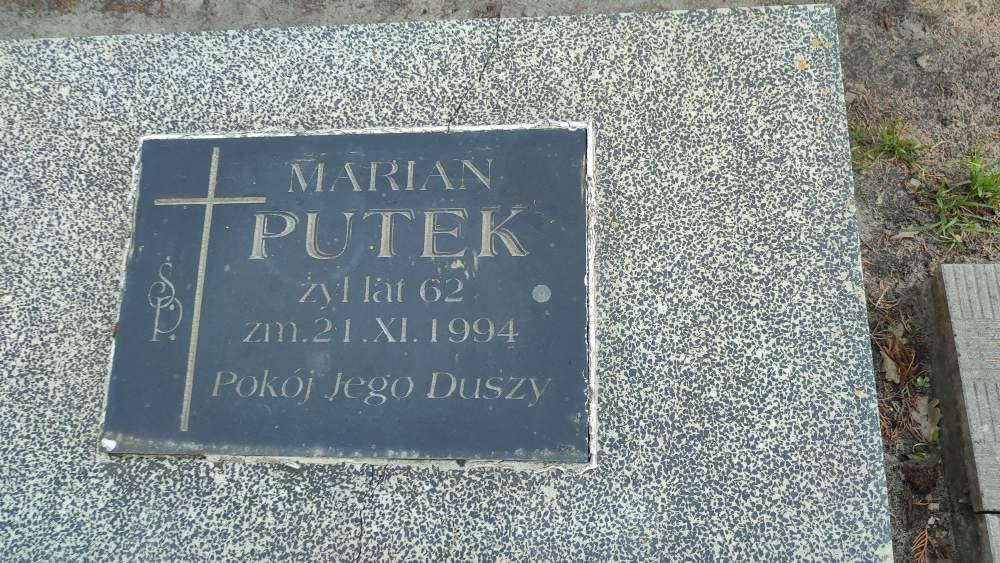 Ś.P.
MARIAN
PUTEK
żył lat 62
zm. 21. XI. 1994
Pokój Jego Duszy